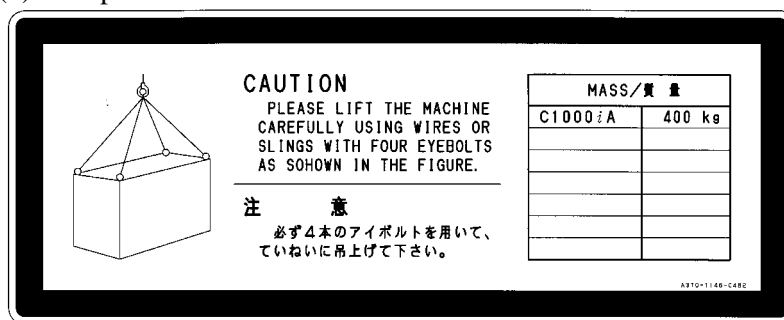 CAUTION
PLEASE LIFT THE MACHINE
CAREFULLY USING WIRES OR
SLINGS WITH FOUR EYEBOLTS
AS SOHOWN IN THE FIGURE.
注 意
必ず4本のアイボルトを用いて、
ていねいに吊上げて下さい。
MASS/質 量
C1000iA 400 kg
A370-1146-C482